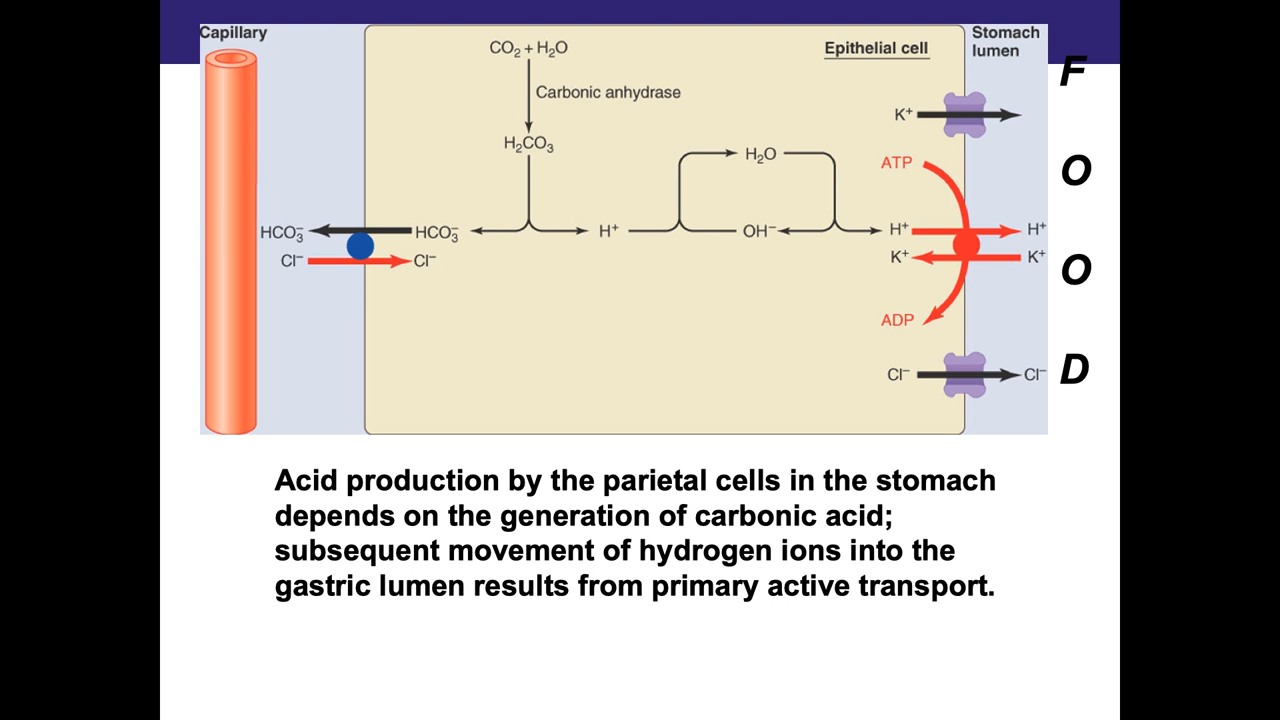 Capillary
Stomach
lumen
CO₂ + H₂O
Epithelial cell
Carbonic anhydrase
K⁺
H₂CO₃
H₂O
ATP
HCO₃⁻
HCO₃⁻
H⁺
OH⁻
H⁺
H⁺
Cl⁻
Cl⁻
K⁺
K⁺
ADP
Cl⁻
Cl⁻
F
O
O
D
Acid production by the parietal cells in the stomach
depends on the generation of carbonic acid;
subsequent movement of hydrogen ions into the
gastric lumen results from primary active transport.